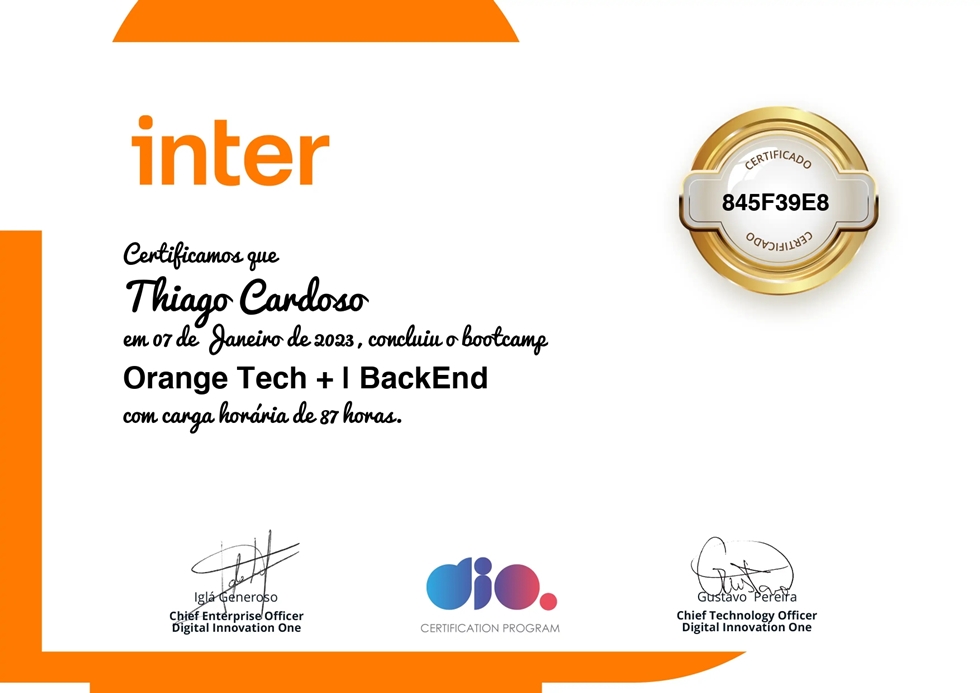 inter
CERTIFICADO
845F39E8
CERTIFICADO
Certificamos que
Thiago Cardoso
em 07 de Janeiro de 2023, concluiu o bootcamp
Orange Tech + | BackEnd
com carga horária de 87 horas.
Iglá Generoso
Chief Enterprise Officer
Digital Innovation One
dio.
CERTIFICATION PROGRAM
Gustavo Pereira
Chief Technology Officer
Digital Innovation One